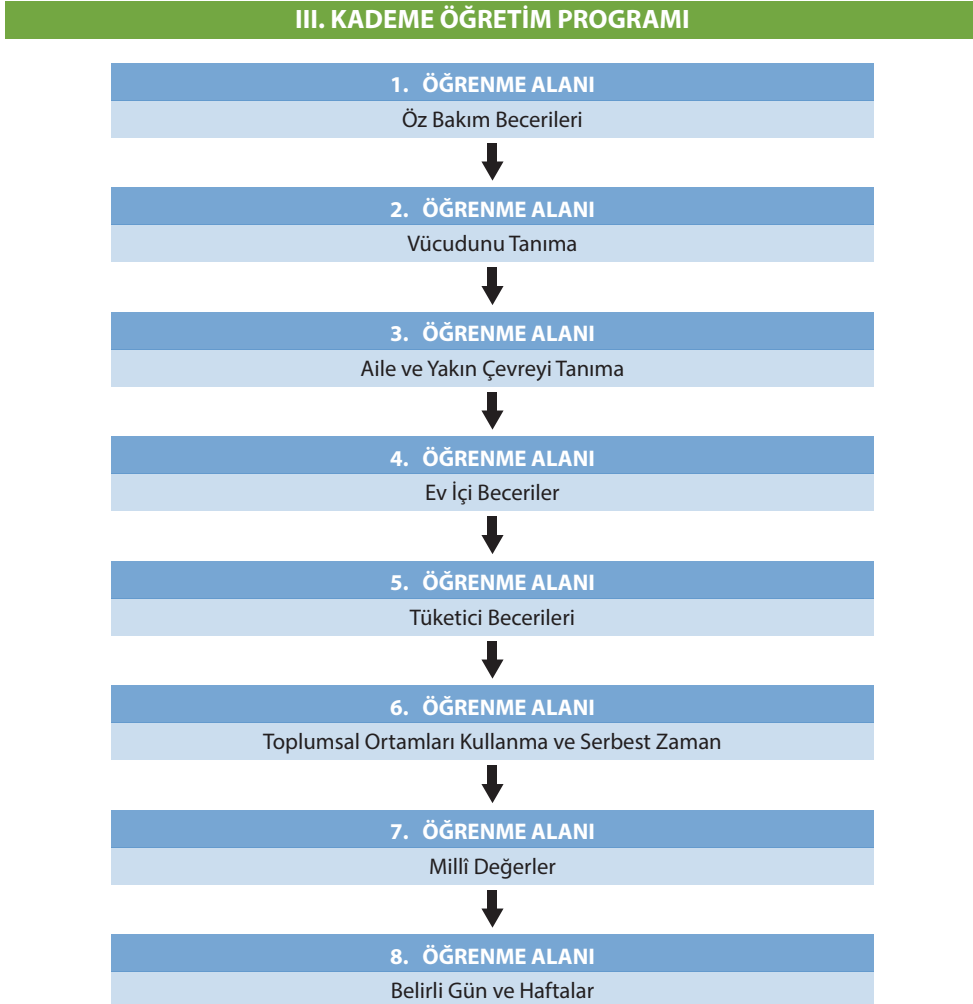 III. KADEME ÖĞRETİM PROGRAMI
1. ÖĞRENME ALANI
Öz Bakım Becerileri
2. ÖĞRENME ALANI
Vücudunu Tanıma
3. ÖĞRENME ALANI
Aile ve Yakın Çevreyi Tanıma
4. ÖĞRENME ALANI
Ev İçi Beceriler
5. ÖĞRENME ALANI
Tüketici Becerileri
6. ÖĞRENME ALANI
Toplumsal Ortamları Kullanma ve Serbest Zaman
7. ÖĞRENME ALANI
Millî Değerler
8. ÖĞRENME ALANI
Belirli Gün ve Haftalar